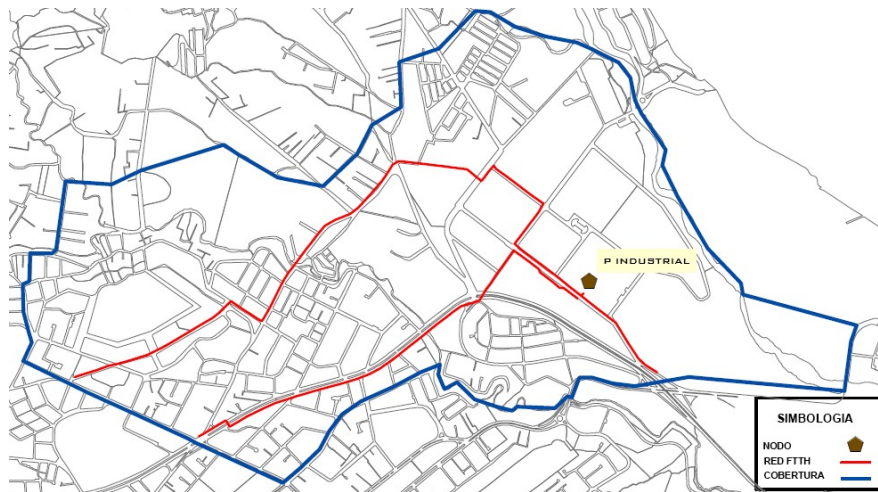 P INDUSTRIAL
SIMBOLOGIA
NODO
RED FTTH
COBERTURA